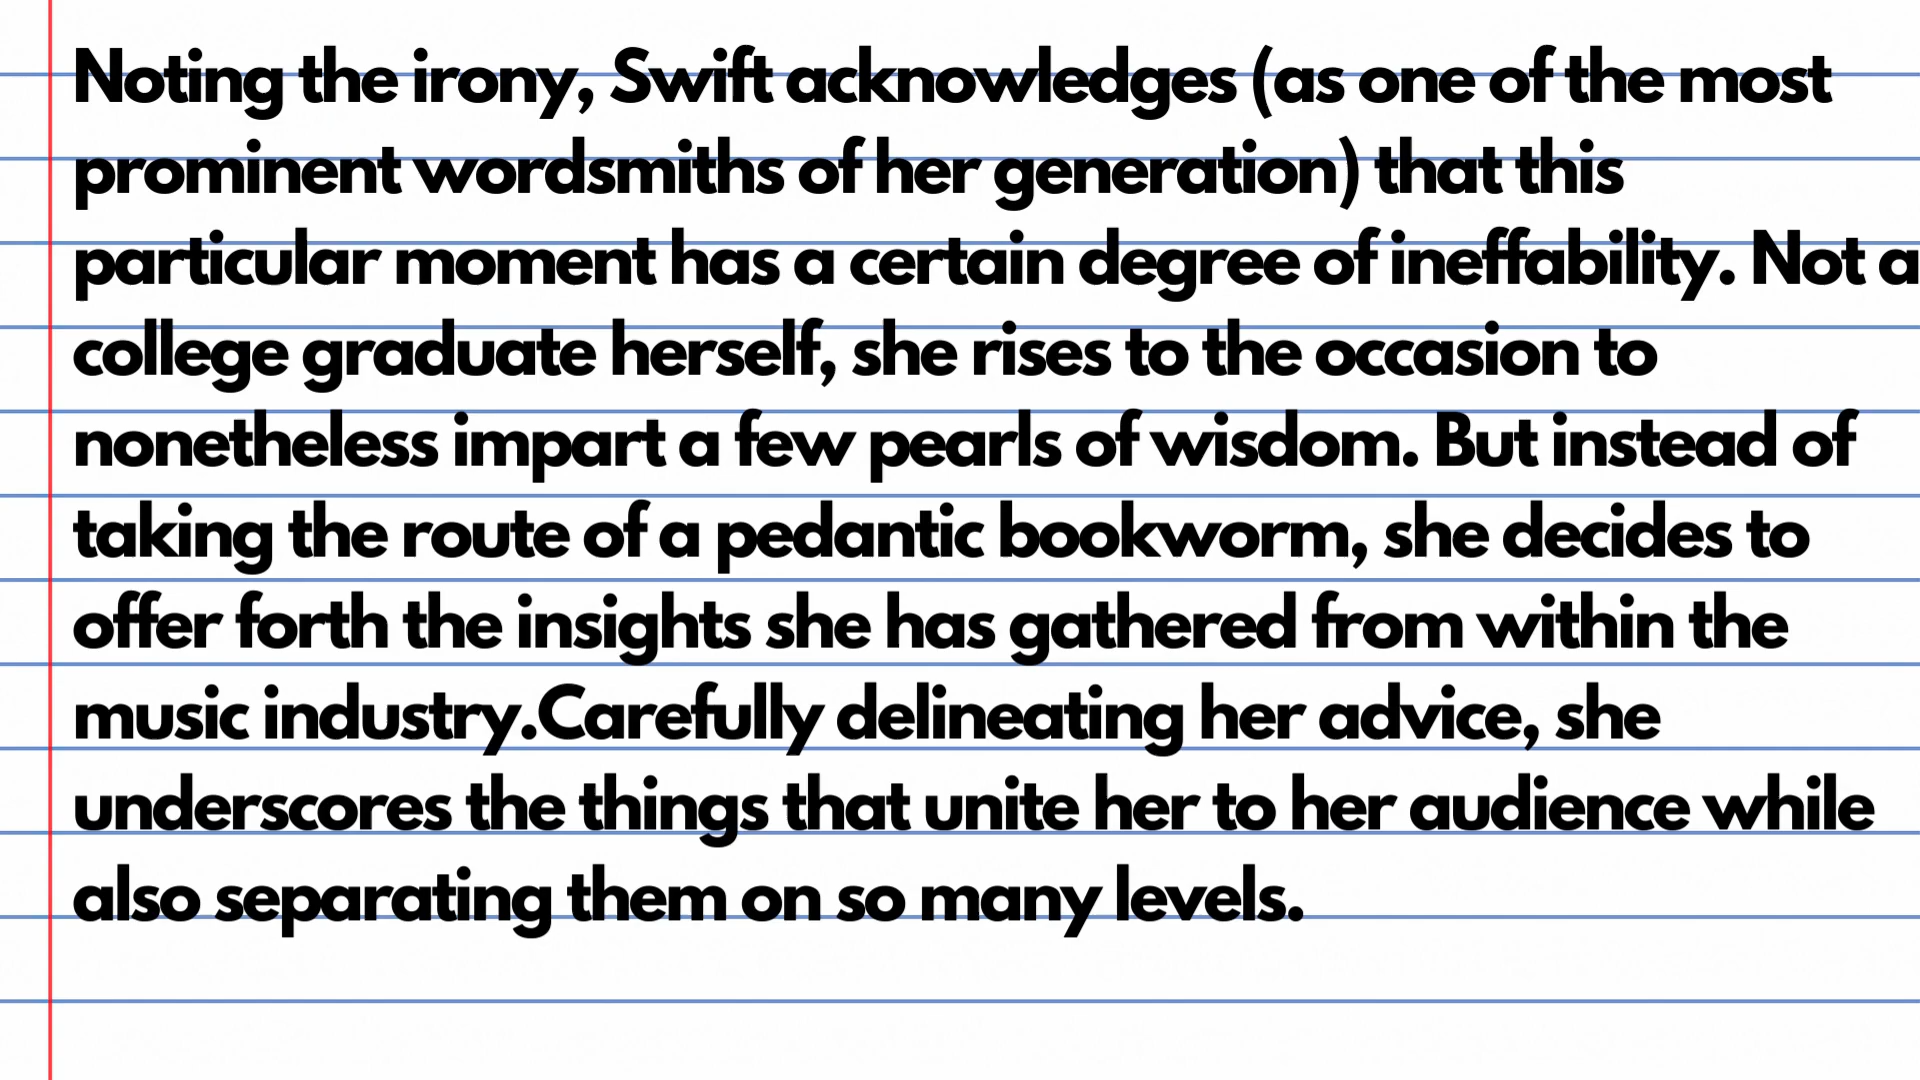 Noting the irony, Swift acknowledges (as one of the most
prominent wordsmiths of her generation) that this
particular moment has a certain degree of ineffability. Not a
college graduate herself, she rises to the occasion to
nonetheless impart a few pearls of wisdom. But instead of
taking the route of a pedantic bookworm, she decides to
offer forth the insights she has gathered from within the
music industry.Carefully delineating her advice, she
underscores the things that unite her to her audience while
also separating them on so many levels.